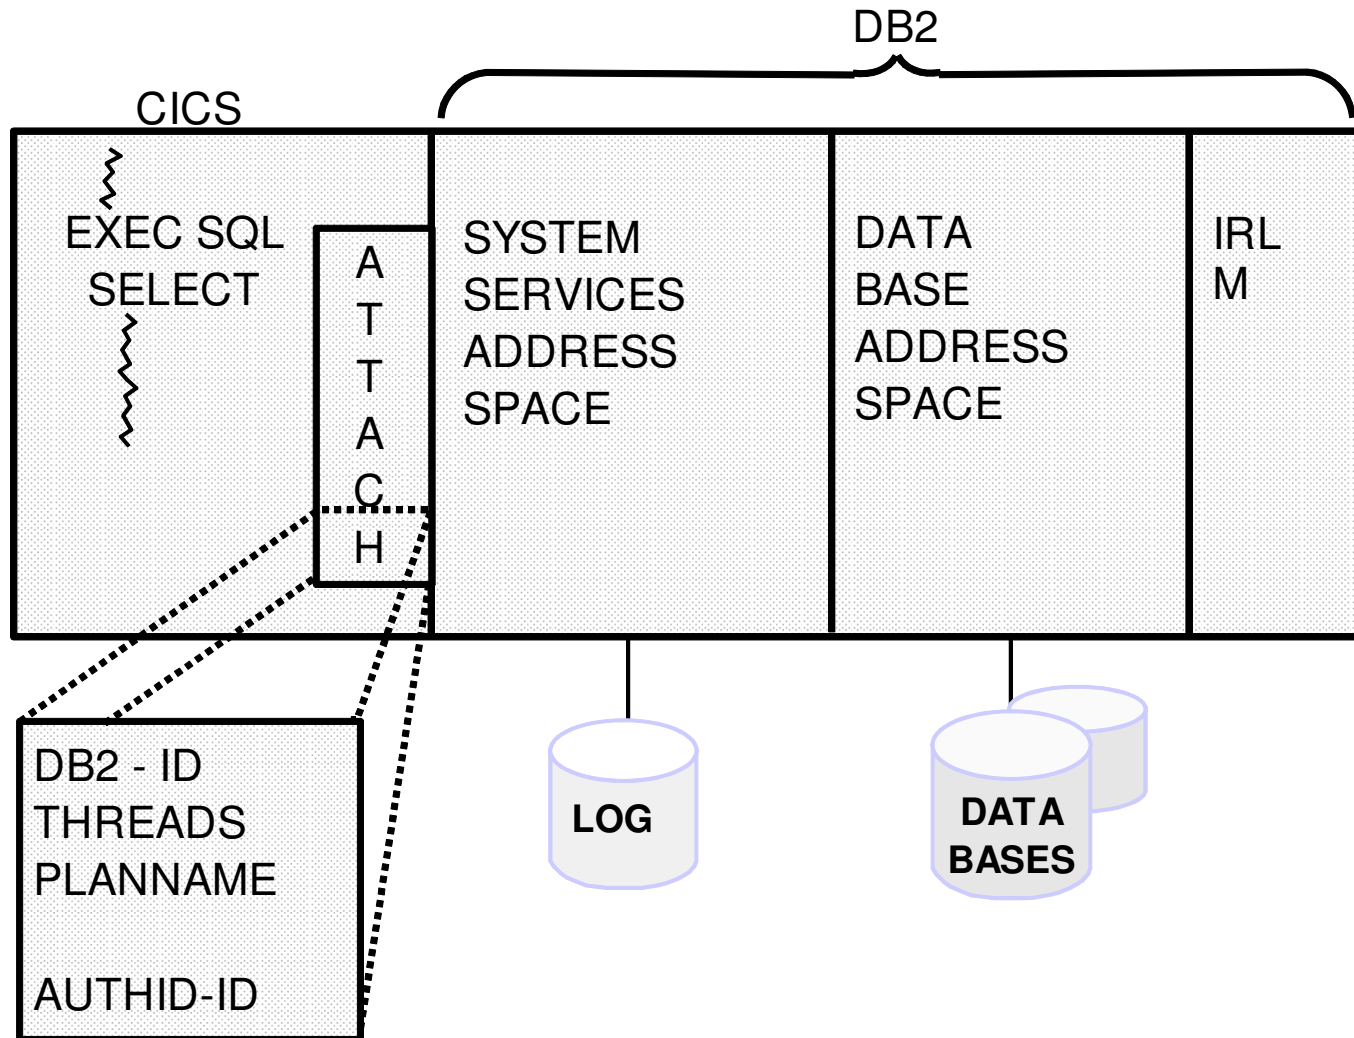 DB2
CICS
EXEC SQL
SELECT
A
T
T
A
C
H
SYSTEM
SERVICES
ADDRESS
SPACE
DATA
BASE
ADDRESS
SPACE
IRL
M
DB2 - ID
THREADS
PLANNAME
AUTHID-ID
LOG
DATA
BASES